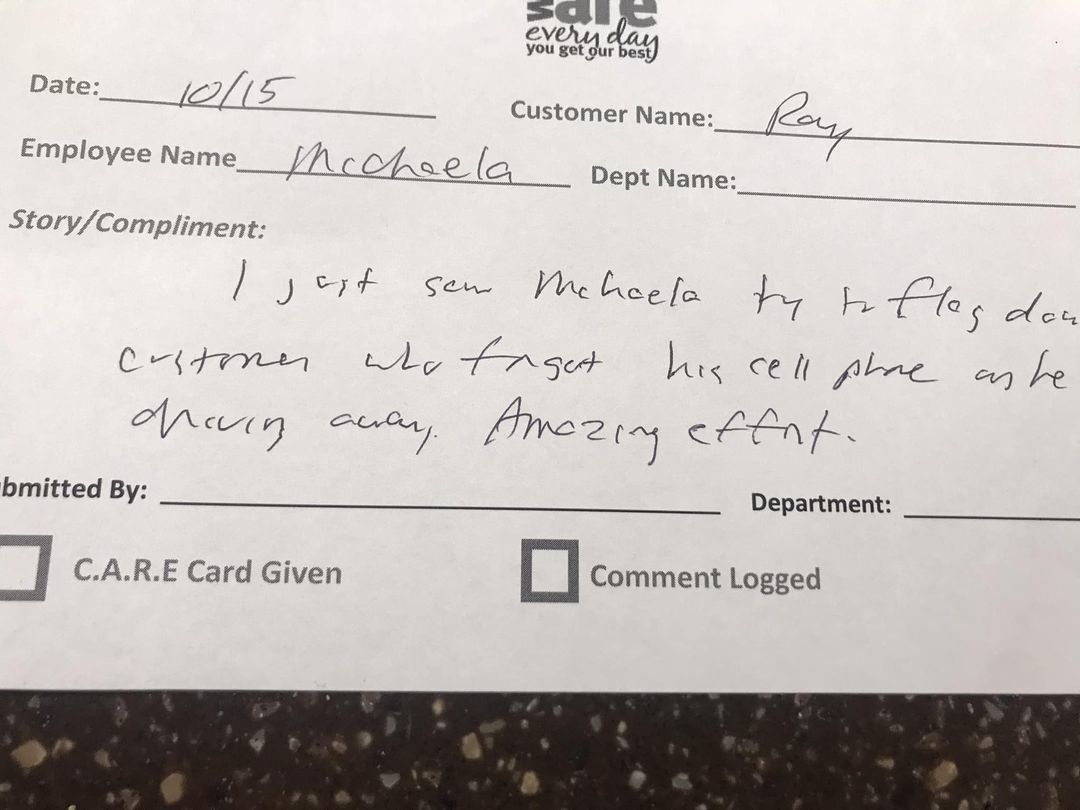 every day
you get our best
Date: 10/15
Customer Name: Ray
Employee Name Mcchaela
Dept Name:
Story/Compliment:
I just saw Mchaela try to flag
customer who forgot his cell phone as he
driving away. Amazing effort.
bmitted By:
Department:
C.A.R.E Card Given
Comment Logged